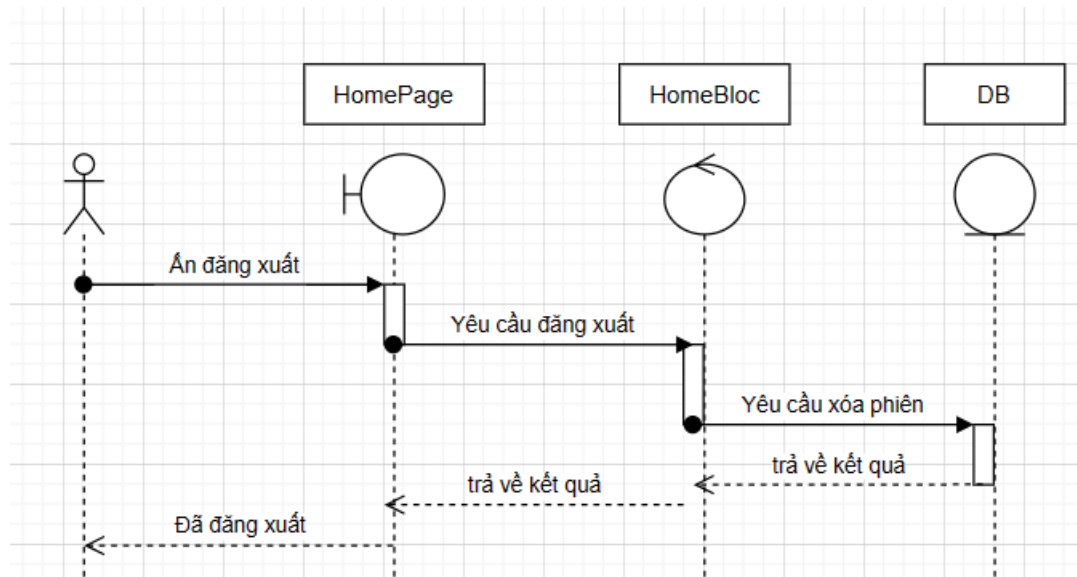 HomePage
HomeBloc
DB
Ấn đăng xuất
Yêu cầu đăng xuất
Yêu cầu xóa phiên
trả về kết quả
trả về kết quả
Đã đăng xuất